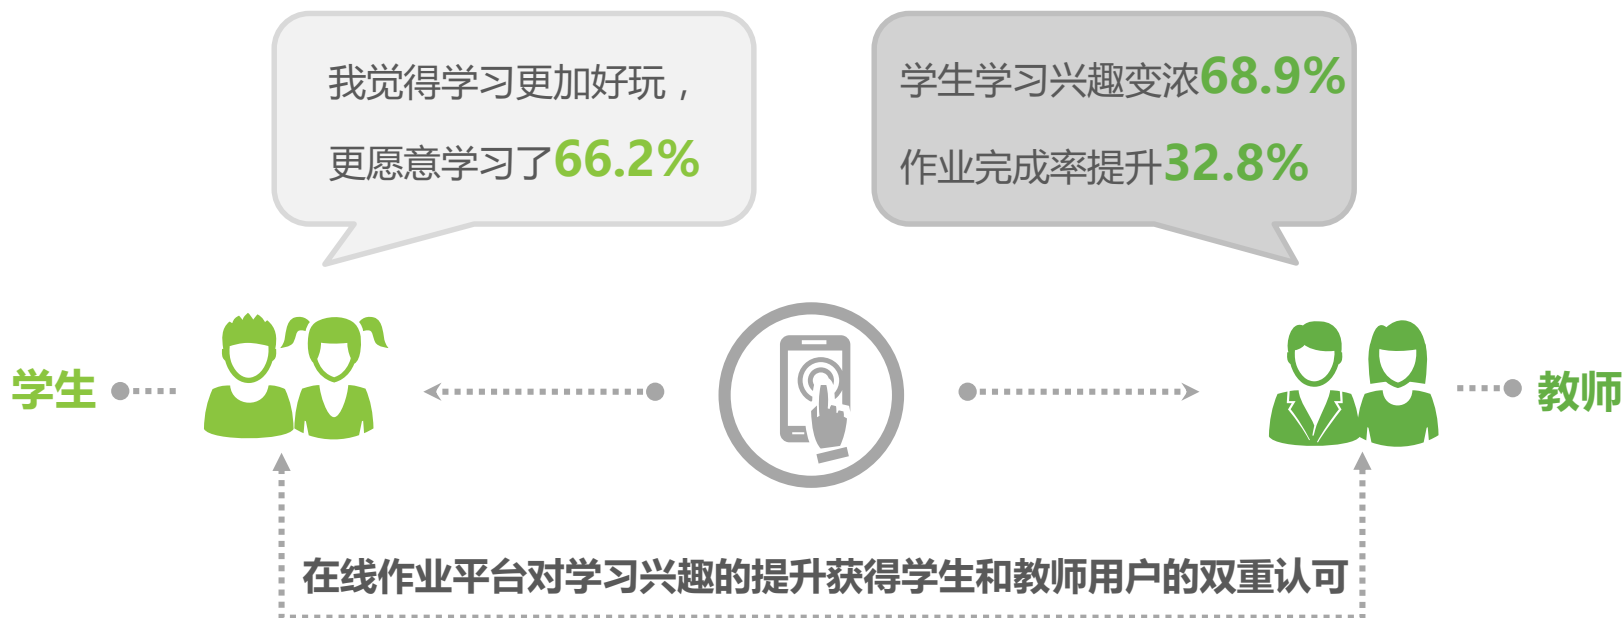 我觉得学习更加好玩，
更愿意学习了66.2%
学生学习兴趣变浓68.9%
作业完成率提升32.8%
学生
教师
在线作业平台对学习兴趣的提升获得学生和教师用户的双重认可